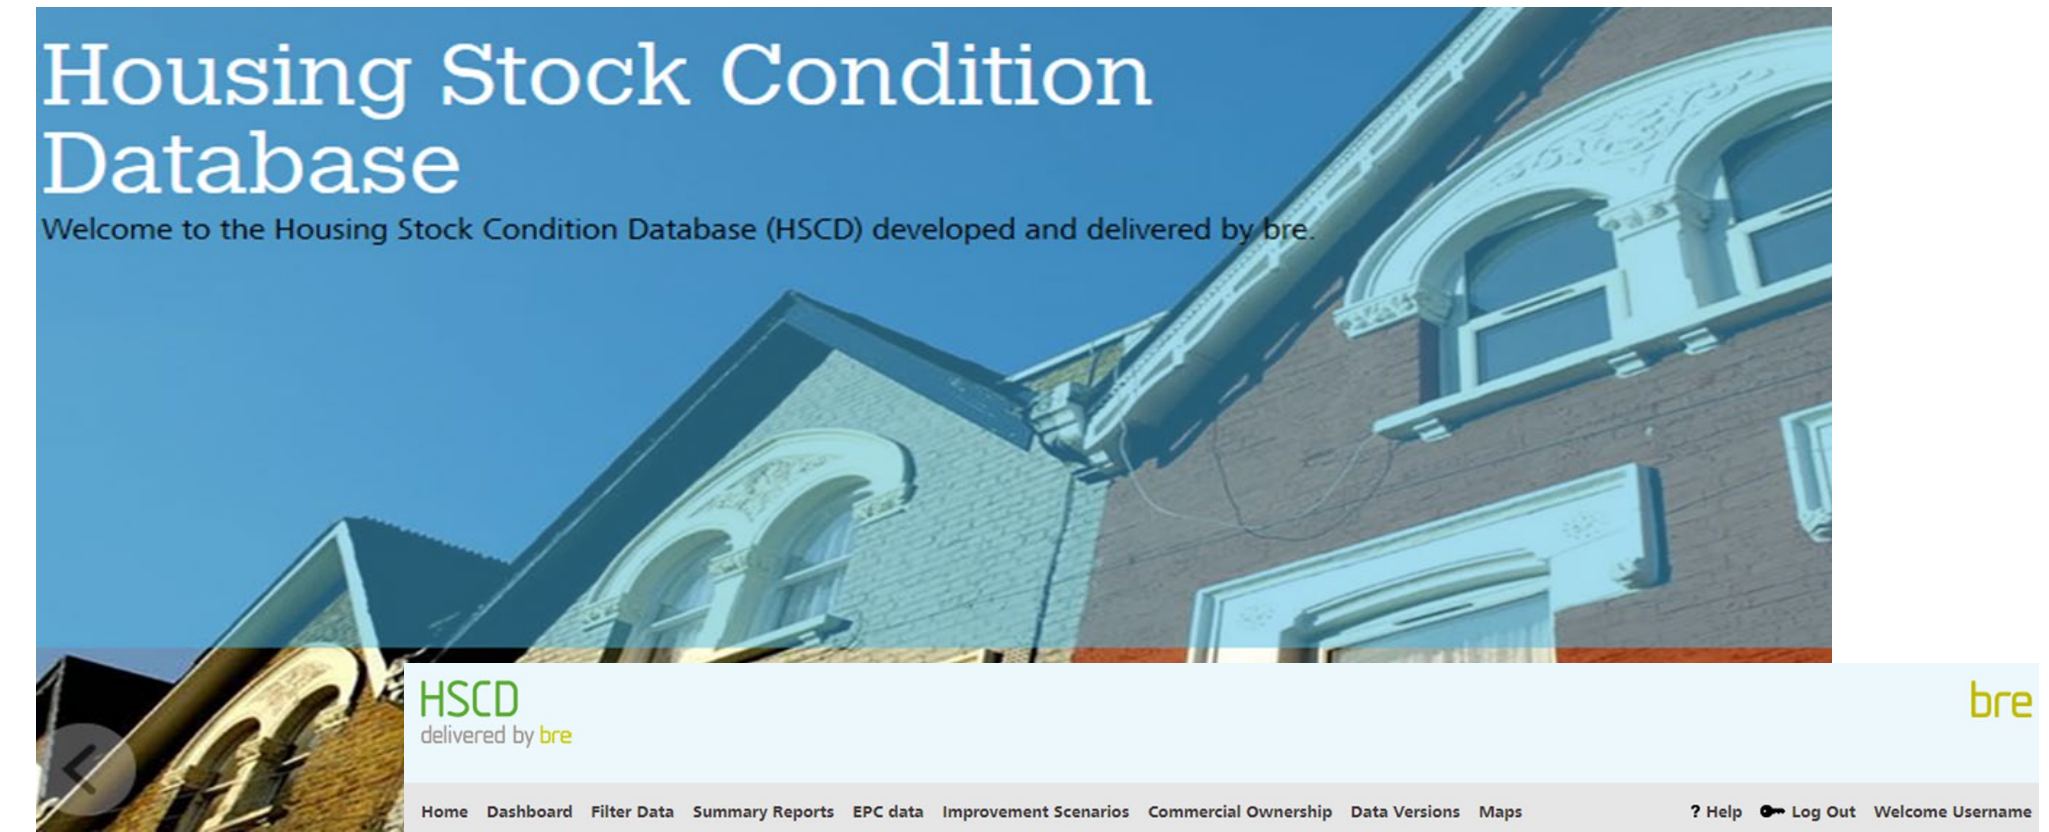 Housing Stock Condition
Database
Welcome to the Housing Stock Condition Database (HSCD) developed and delivered by bre.
HSCD
bre
delivered by bre
Home Dashboard Filter Data Summary Reports EPC data Improvement Scenarios Commercial Ownership Data Versions Maps ? Help Log Out Welcome Username